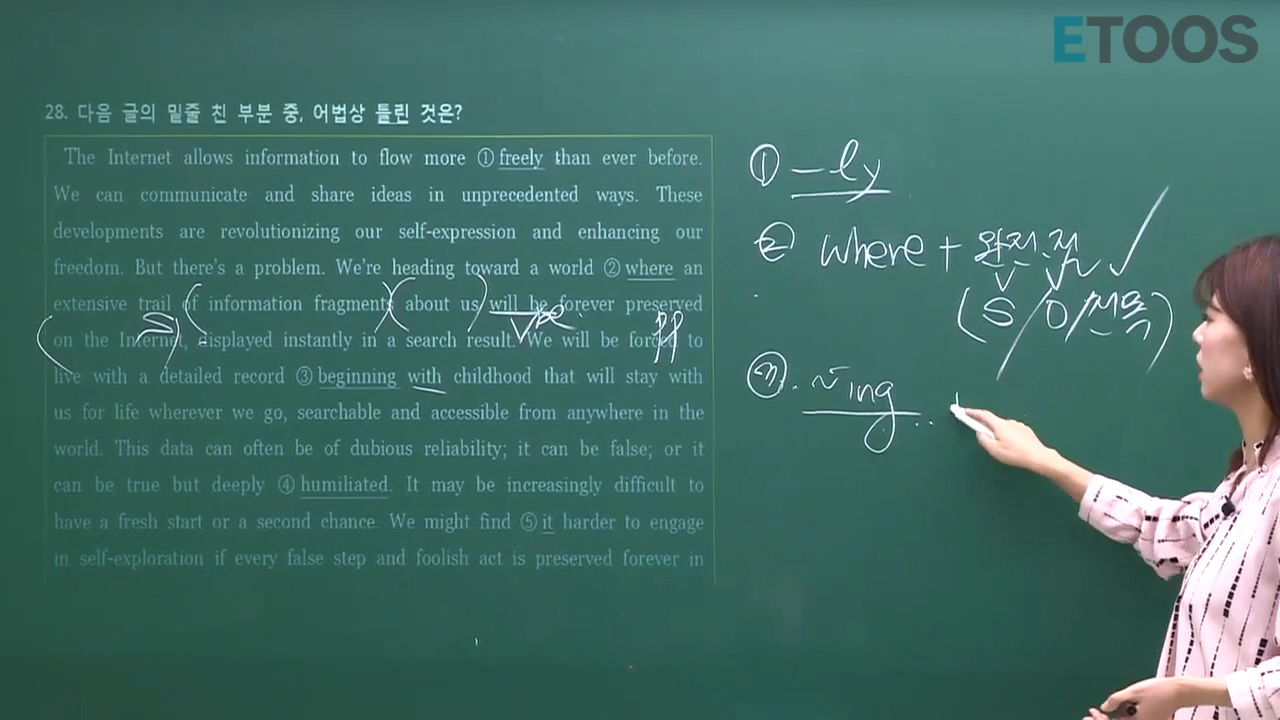 ETOOS
28. 다음 글의 밑줄 친 부분 중, 어법상 틀린 것은?
The Internet allows information to flow more ① freely than ever before.
We can communicate and share ideas in unprecedented ways. These
developments are revolutionizing our self-expression and enhancing our
freedom. But there's a problem. We're heading toward a world ② where an
extensive trail of information fragments about us will be forever preserved
on the Internet, displayed instantly in a search result. We will be forced to
live with a detailed record ③ beginning with childhood that will stay with
us for life wherever we go, searchable and accessible from anywhere in the
world. This data can often be of dubious reliability; it can be false; or it
can be true but deeply ④ humiliated. It may be increasingly difficult to
have a fresh start or a second chance. We might find ⑤ it harder to engage
in self-exploration if every false step and foolish act is preserved forever in
S
pp
① -ly
② where + 완전절 ✓
(S/O/전목)
③ ~ing